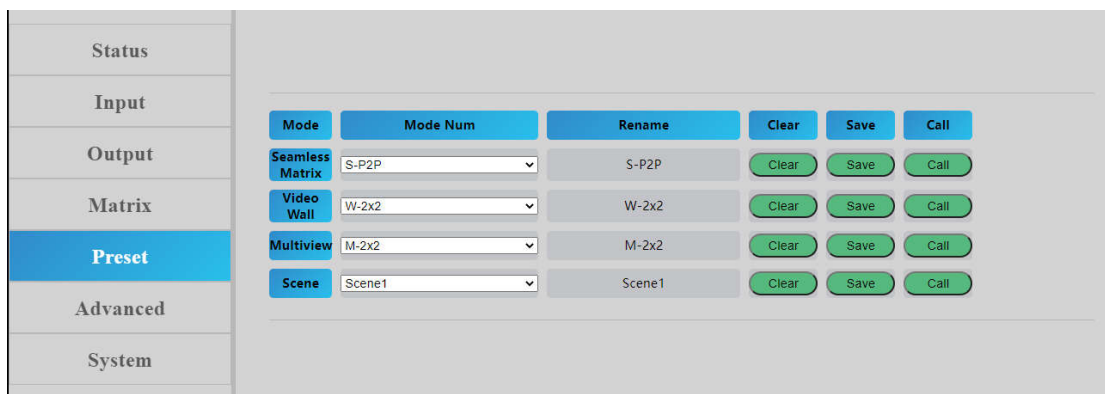 Status
Input
Output
Matrix
Preset
Advanced
System
Mode Mode Num Rename Clear Save Call
Seamless
Matrix
S-P2P S-P2P Clear Save Call
Video
Wall
W-2x2 W-2x2 Clear Save Call
Multiview M-2x2 M-2x2 Clear Save Call
Scene Scene1 Scene1 Clear Save Call